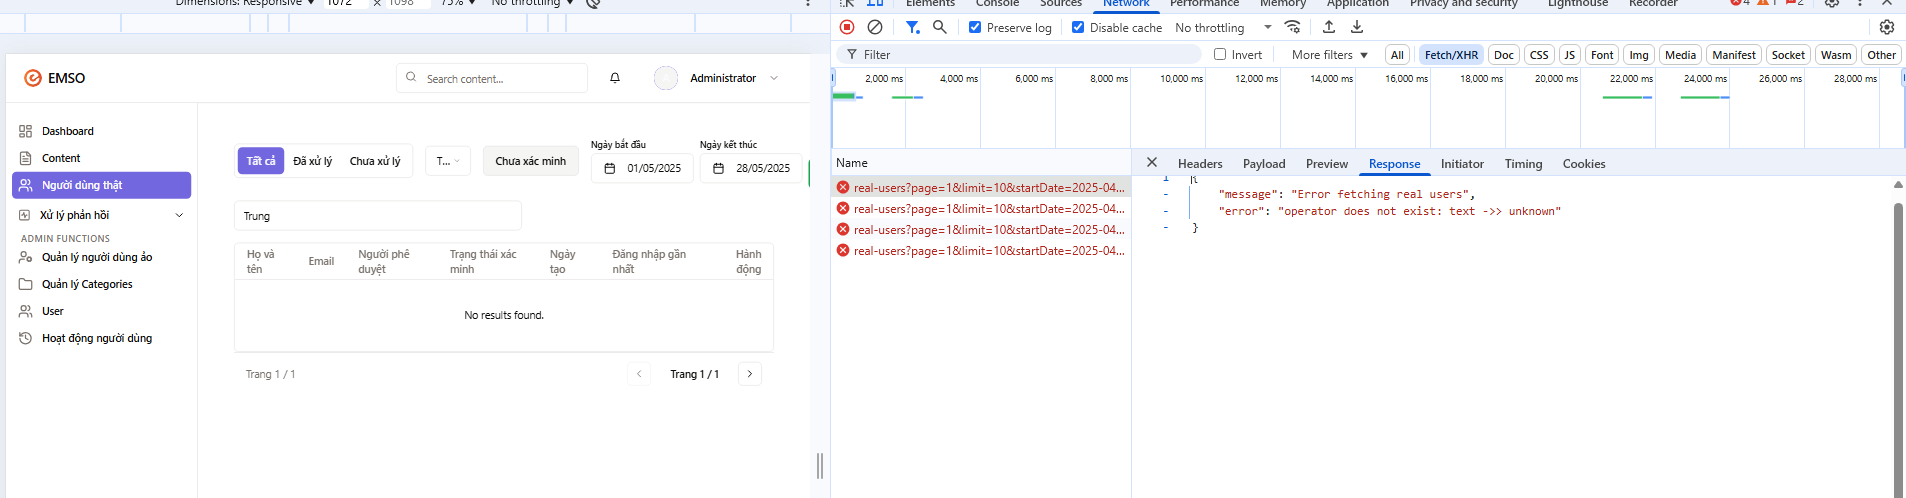 Dimensions: Responsive ▼ 1072 × 1098 75% ▼ No throttling ▼
EMSO
Search content...
Administrator
Dashboard
Content
Người dùng thật
Xử lý phản hồi
ADMIN FUNCTIONS
Quản lý người dùng ảo
Quản lý Categories
User
Hoạt động người dùng
Tất cả Đã xử lý Chưa xử lý
T...
Chưa xác minh
Ngày bắt đầu
01/05/2025
Ngày kết thúc
28/05/2025
Trung
Họ và tên
Email
Người phê duyệt
Trạng thái xác minh
Ngày tạo
Đăng nhập gần nhất
Hành động
No results found.
Trang 1 / 1
Trang 1 / 1
Elements Console Sources Network Performance Memory Application Privacy and security Lighthouse Recorder 4 1 2
Preserve log Disable cache No throttling
Filter Invert More filters ▼ All Fetch/XHR Doc CSS JS Font Img Media Manifest Socket Wasm Other
2,000 ms 4,000 ms 6,000 ms 8,000 ms 10,000 ms 12,000 ms 14,000 ms 16,000 ms 18,000 ms 20,000 ms 22,000 ms 24,000 ms 26,000 ms 28,000 ms
Name
real-users?page=1&limit=10&startDate=2025-04...
real-users?page=1&limit=10&startDate=2025-04...
real-users?page=1&limit=10&startDate=2025-04...
real-users?page=1&limit=10&startDate=2025-04...
Headers Payload Preview Response Initiator Timing Cookies
1 {
- "message": "Error fetching real users",
- "error": "operator does not exist: text ->> unknown"
- }